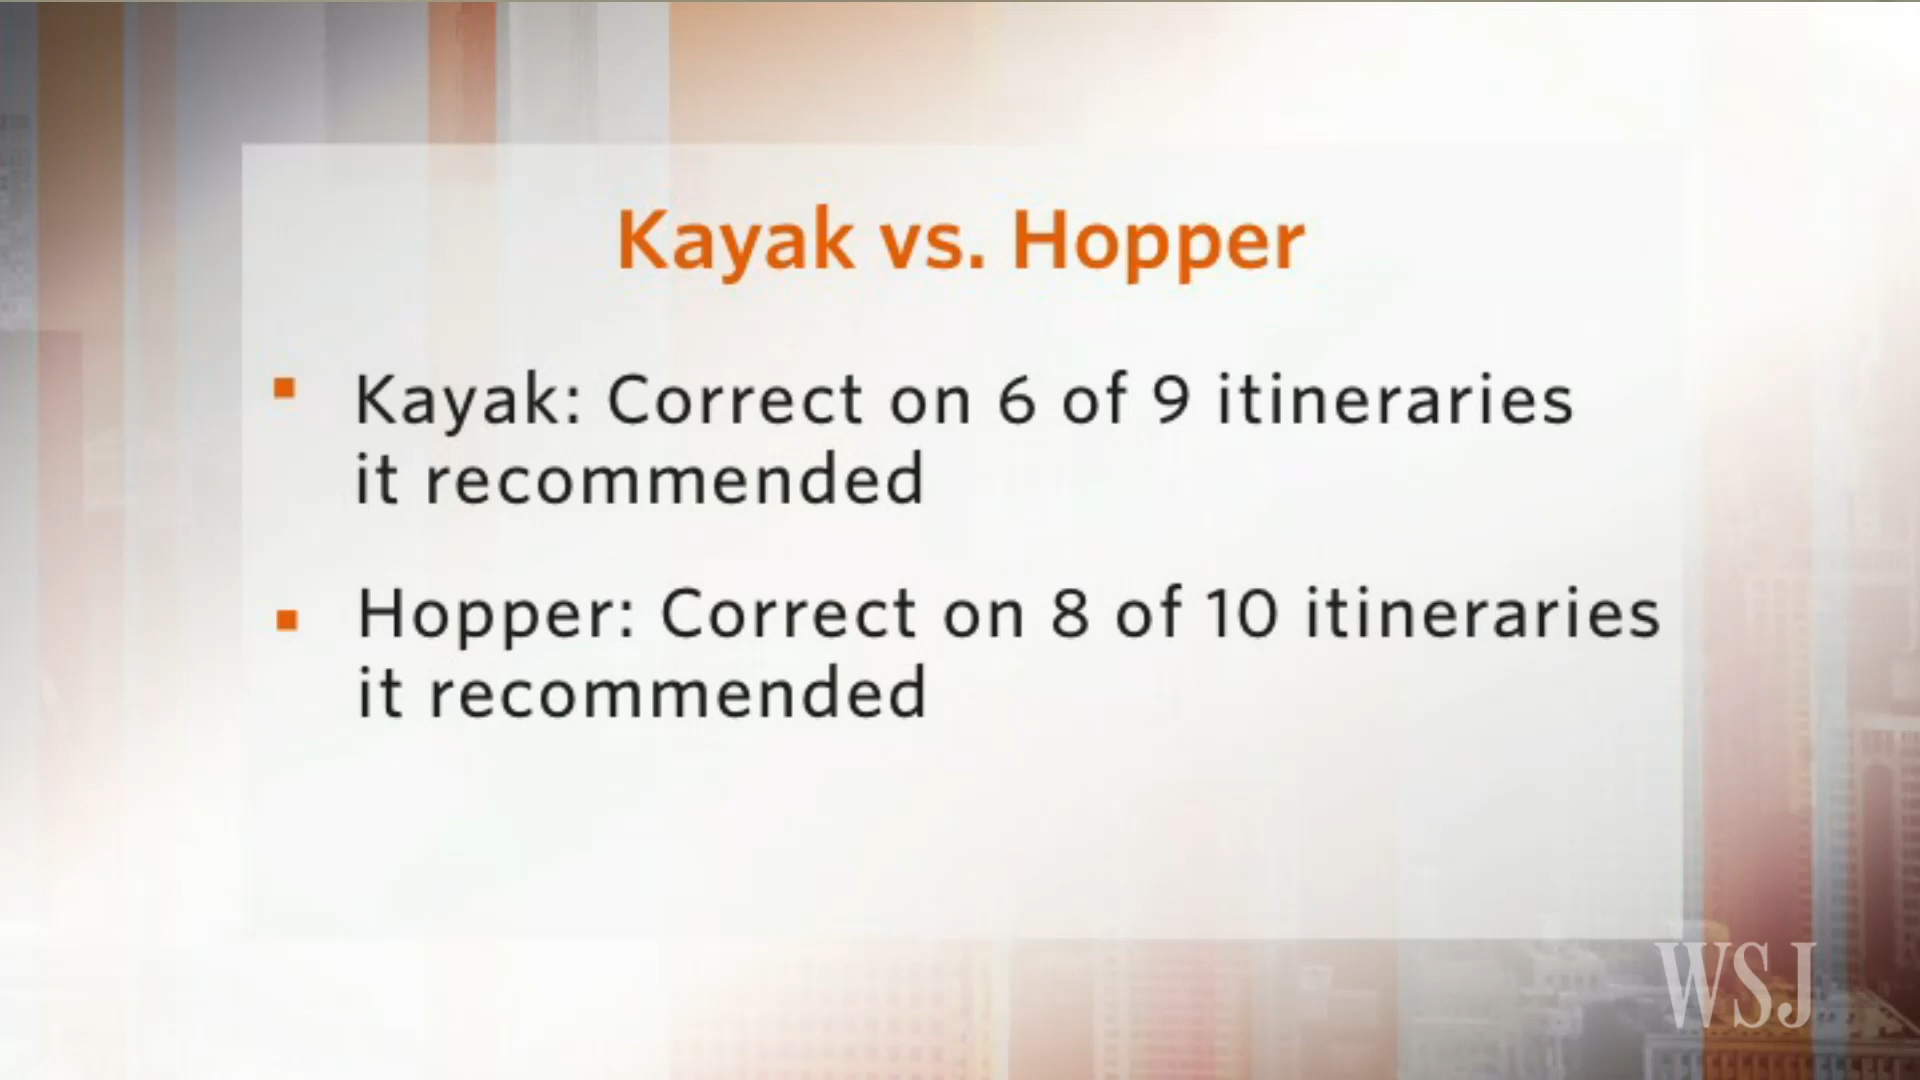 Kayak vs. Hopper
Kayak: Correct on 6 of 9 itineraries
it recommended
Hopper: Correct on 8 of 10 itineraries
it recommended
WSJ